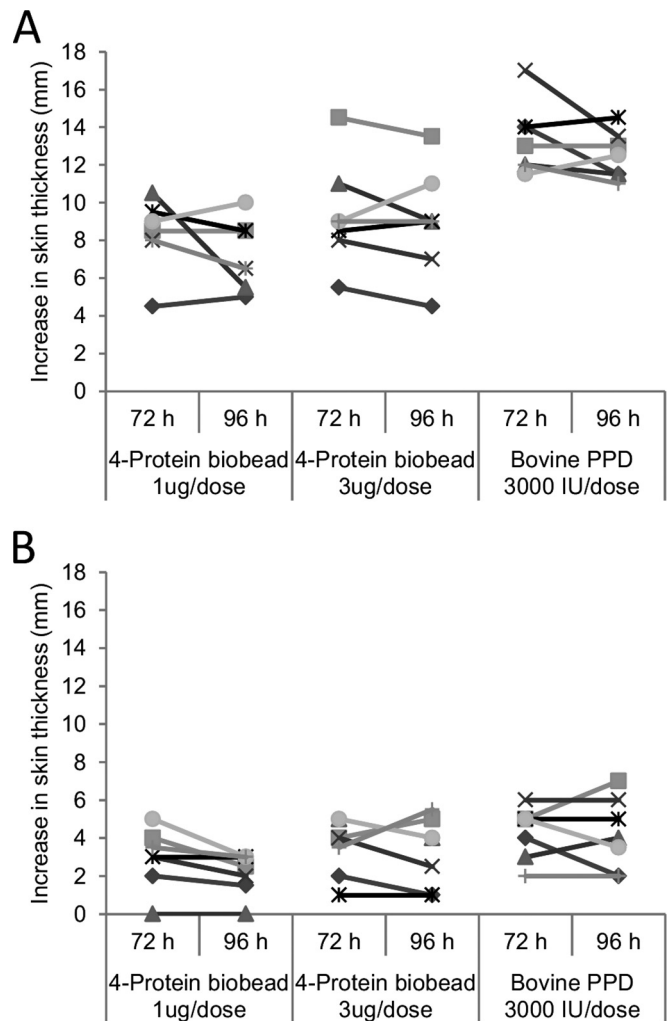 A
Increase in skin thickness (mm)
18
16
14
12
10
8
6
4
2
0
72 h 96 h 72 h 96 h 72 h 96 h
4-Protein biobead 4-Protein biobead Bovine PPD
1ug/dose 3ug/dose 3000 IU/dose
B
Increase in skin thickness (mm)
18
16
14
12
10
8
6
4
2
0
72 h 96 h 72 h 96 h 72 h 96 h
4-Protein biobead 4-Protein biobead Bovine PPD
1ug/dose 3ug/dose 3000 IU/dose